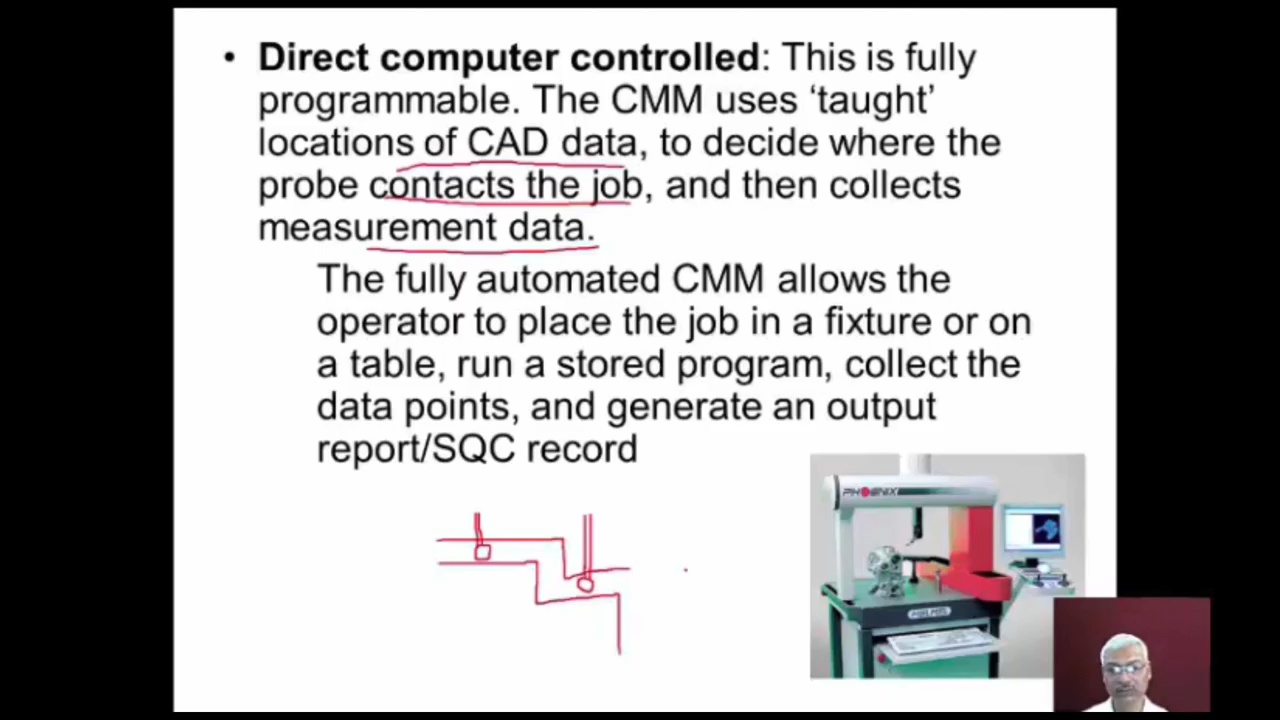 • Direct computer controlled: This is fully
programmable. The CMM uses ‘taught’
locations of CAD data, to decide where the
probe contacts the job, and then collects
measurement data.
The fully automated CMM allows the
operator to place the job in a fixture or on
a table, run a stored program, collect the
data points, and generate an output
report/SQC record
PHOENIX